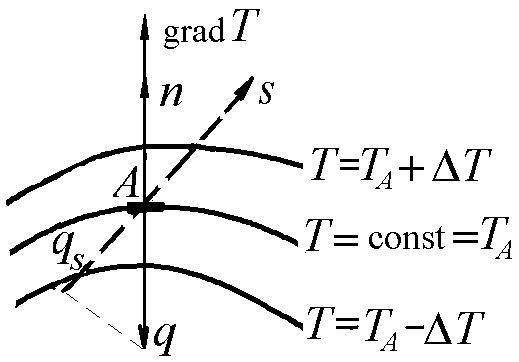 grad T
n
s
T=T_A+ΔT
A
T=const=T_A
q_s
q
T=T_A-ΔT